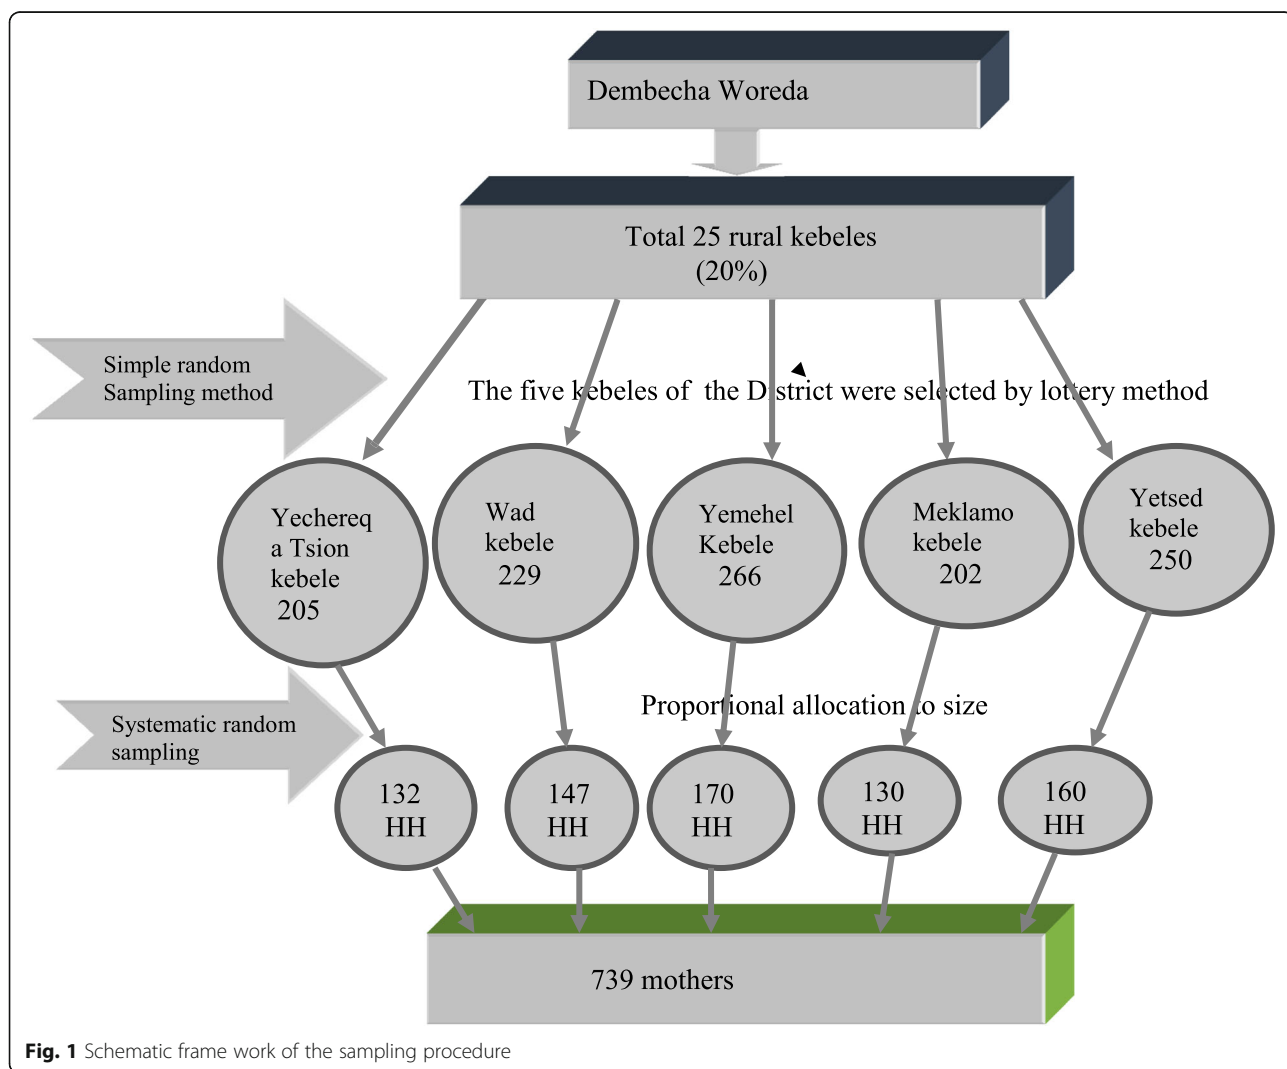 Dembecha Woreda
Total 25 rural kebeles
(20%)
Simple random
Sampling method
The five kebeles of the District were selected by lottery method
Yechereq
a Tsion
kebele
205
Wad
kebele
229
Yemehel
Kebele
266
Meklamo
kebele
202
Yetsed
kebele
250
Systematic random
sampling
Proportional allocation to size
132
HH
147
HH
170
HH
130
HH
160
HH
739 mothers
Fig. 1 Schematic frame work of the sampling procedure